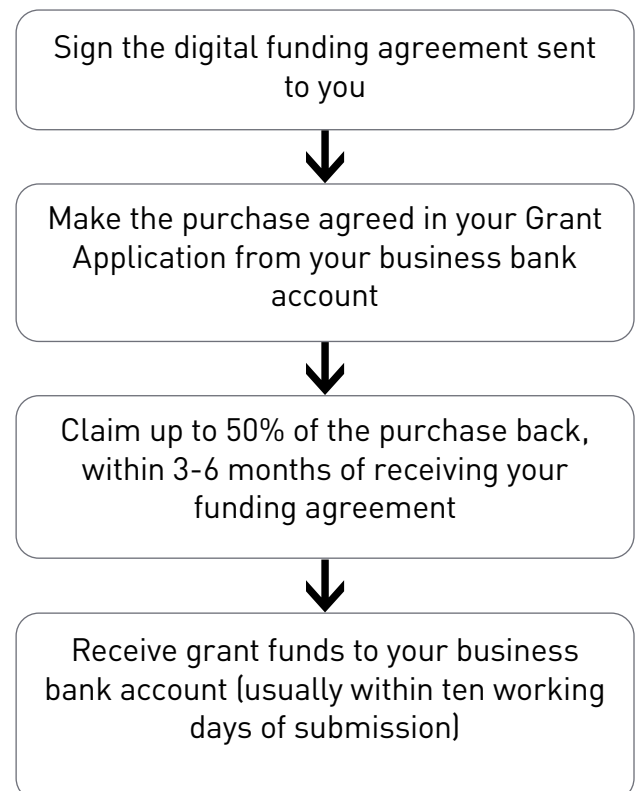 Sign the digital funding agreement sent
to you
Make the purchase agreed in your Grant
Application from your business bank
account
Claim up to 50% of the purchase back,
within 3-6 months of receiving your
funding agreement
Receive grant funds to your business
bank account (usually within ten working
days of submission)